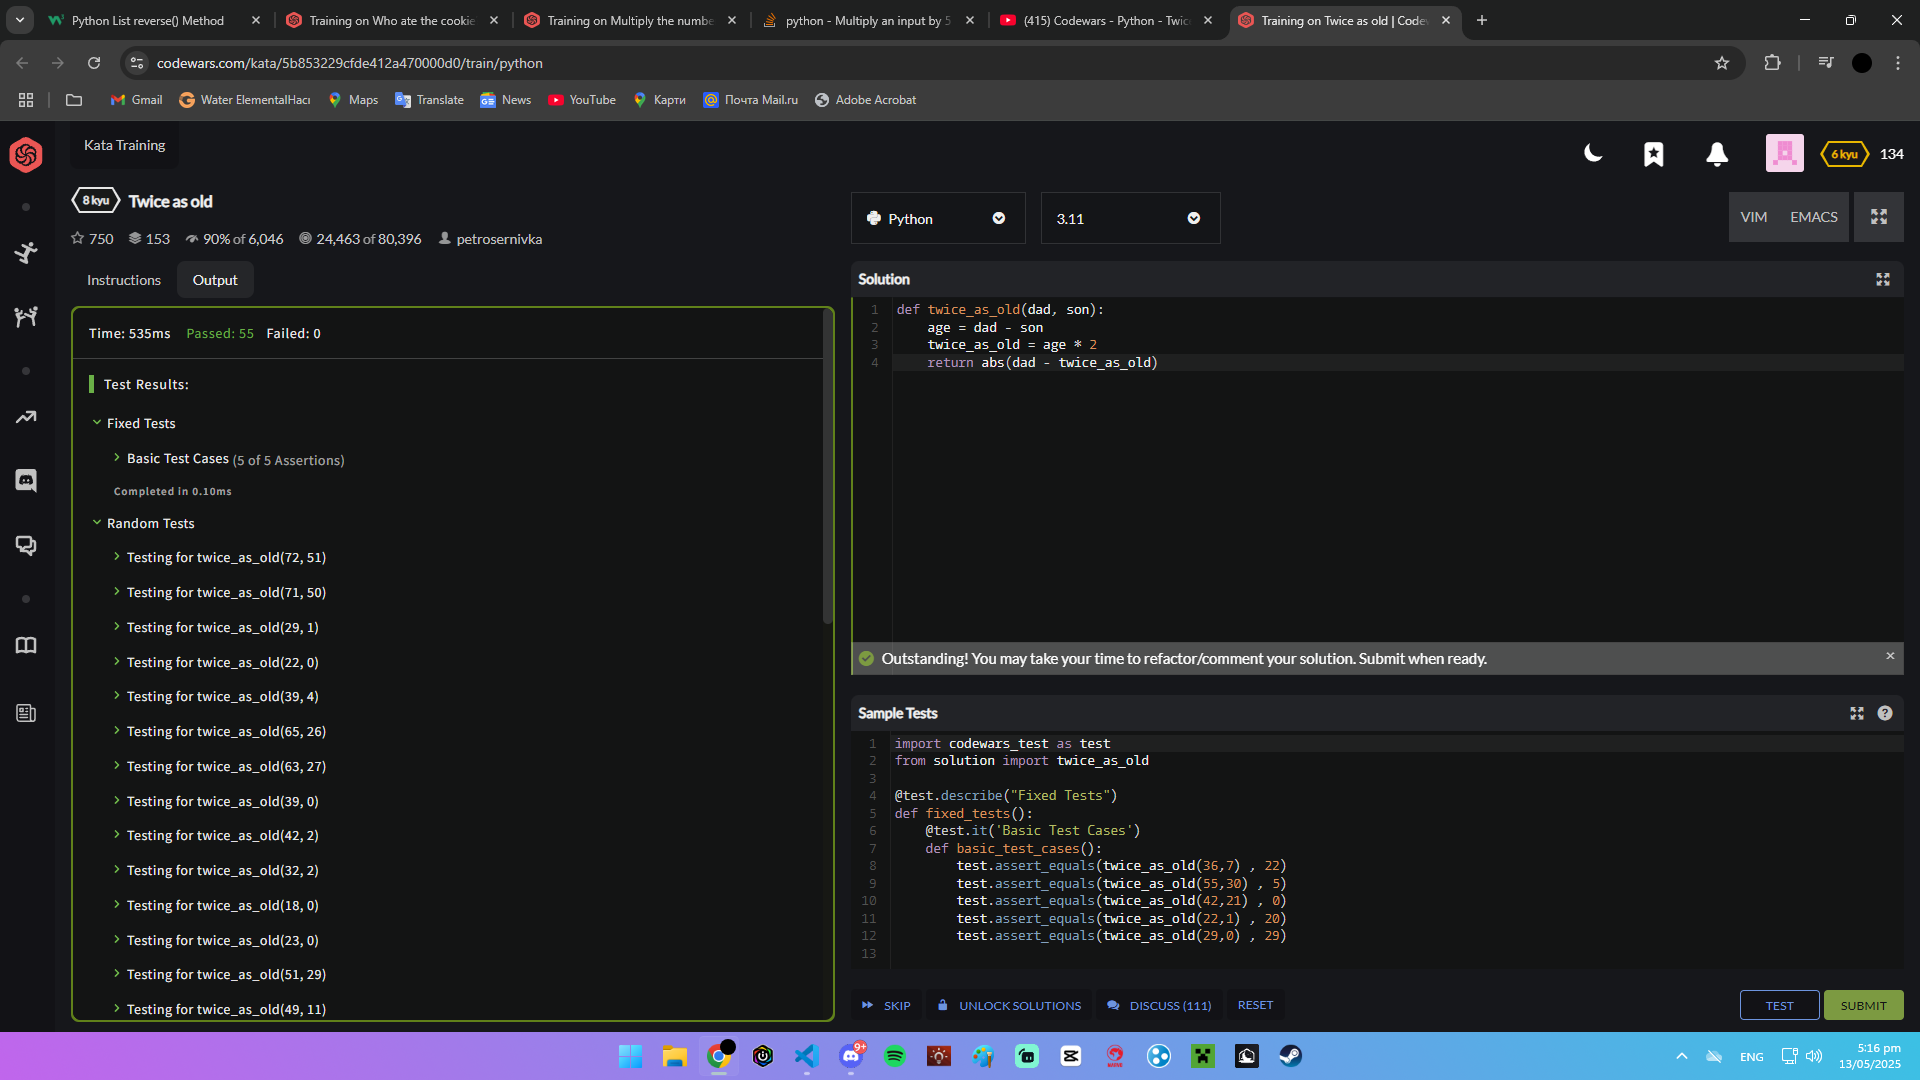 Python List reverse() Method
Training on Who ate the cookie
Training on Multiply the numbe
python - Multiply an input by 5
(415) Codewars - Python - Twic
Training on Twice as old | Codew
codewars.com/kata/5b853229cfde412a470000d0/train/python
Gmail
Water ElementalHacı
Maps
Translate
News
YouTube
Карти
Почта Mail.ru
Adobe Acrobat
Kata Training
6 kyu
134
8 kyu
Twice as old
750
153
90% of 6,046
24,463 of 80,396
petrosernivka
Python
3.11
VIM
EMACS
Instructions
Output
Time: 535ms Passed: 55 Failed: 0
Test Results:
Fixed Tests
Basic Test Cases (5 of 5 Assertions)
Completed in 0.10ms
Random Tests
Testing for twice_as_old(72, 51)
Testing for twice_as_old(71, 50)
Testing for twice_as_old(29, 1)
Testing for twice_as_old(22, 0)
Testing for twice_as_old(39, 4)
Testing for twice_as_old(65, 26)
Testing for twice_as_old(63, 27)
Testing for twice_as_old(39, 0)
Testing for twice_as_old(42, 2)
Testing for twice_as_old(32, 2)
Testing for twice_as_old(18, 0)
Testing for twice_as_old(23, 0)
Testing for twice_as_old(51, 29)
Testing for twice_as_old(49, 11)
Solution
1 def twice_as_old(dad, son):
2 age = dad - son
3 twice_as_old = age * 2
4 return abs(dad - twice_as_old)
Outstanding! You may take your time to refactor/comment your solution. Submit when ready.
Sample Tests
1 import codewars_test as test
2 from solution import twice_as_old
3
4 @test.describe("Fixed Tests")
5 def fixed_tests():
6 @test.it('Basic Test Cases')
7 def basic_test_cases():
8 test.assert_equals(twice_as_old(36,7) , 22)
9 test.assert_equals(twice_as_old(55,30) , 5)
10 test.assert_equals(twice_as_old(42,21) , 0)
11 test.assert_equals(twice_as_old(22,1) , 20)
12 test.assert_equals(twice_as_old(29,0) , 29)
13
SKIP
UNLOCK SOLUTIONS
DISCUSS (111)
RESET
TEST
SUBMIT
9+
ENG
5:16 pm
13/05/2025